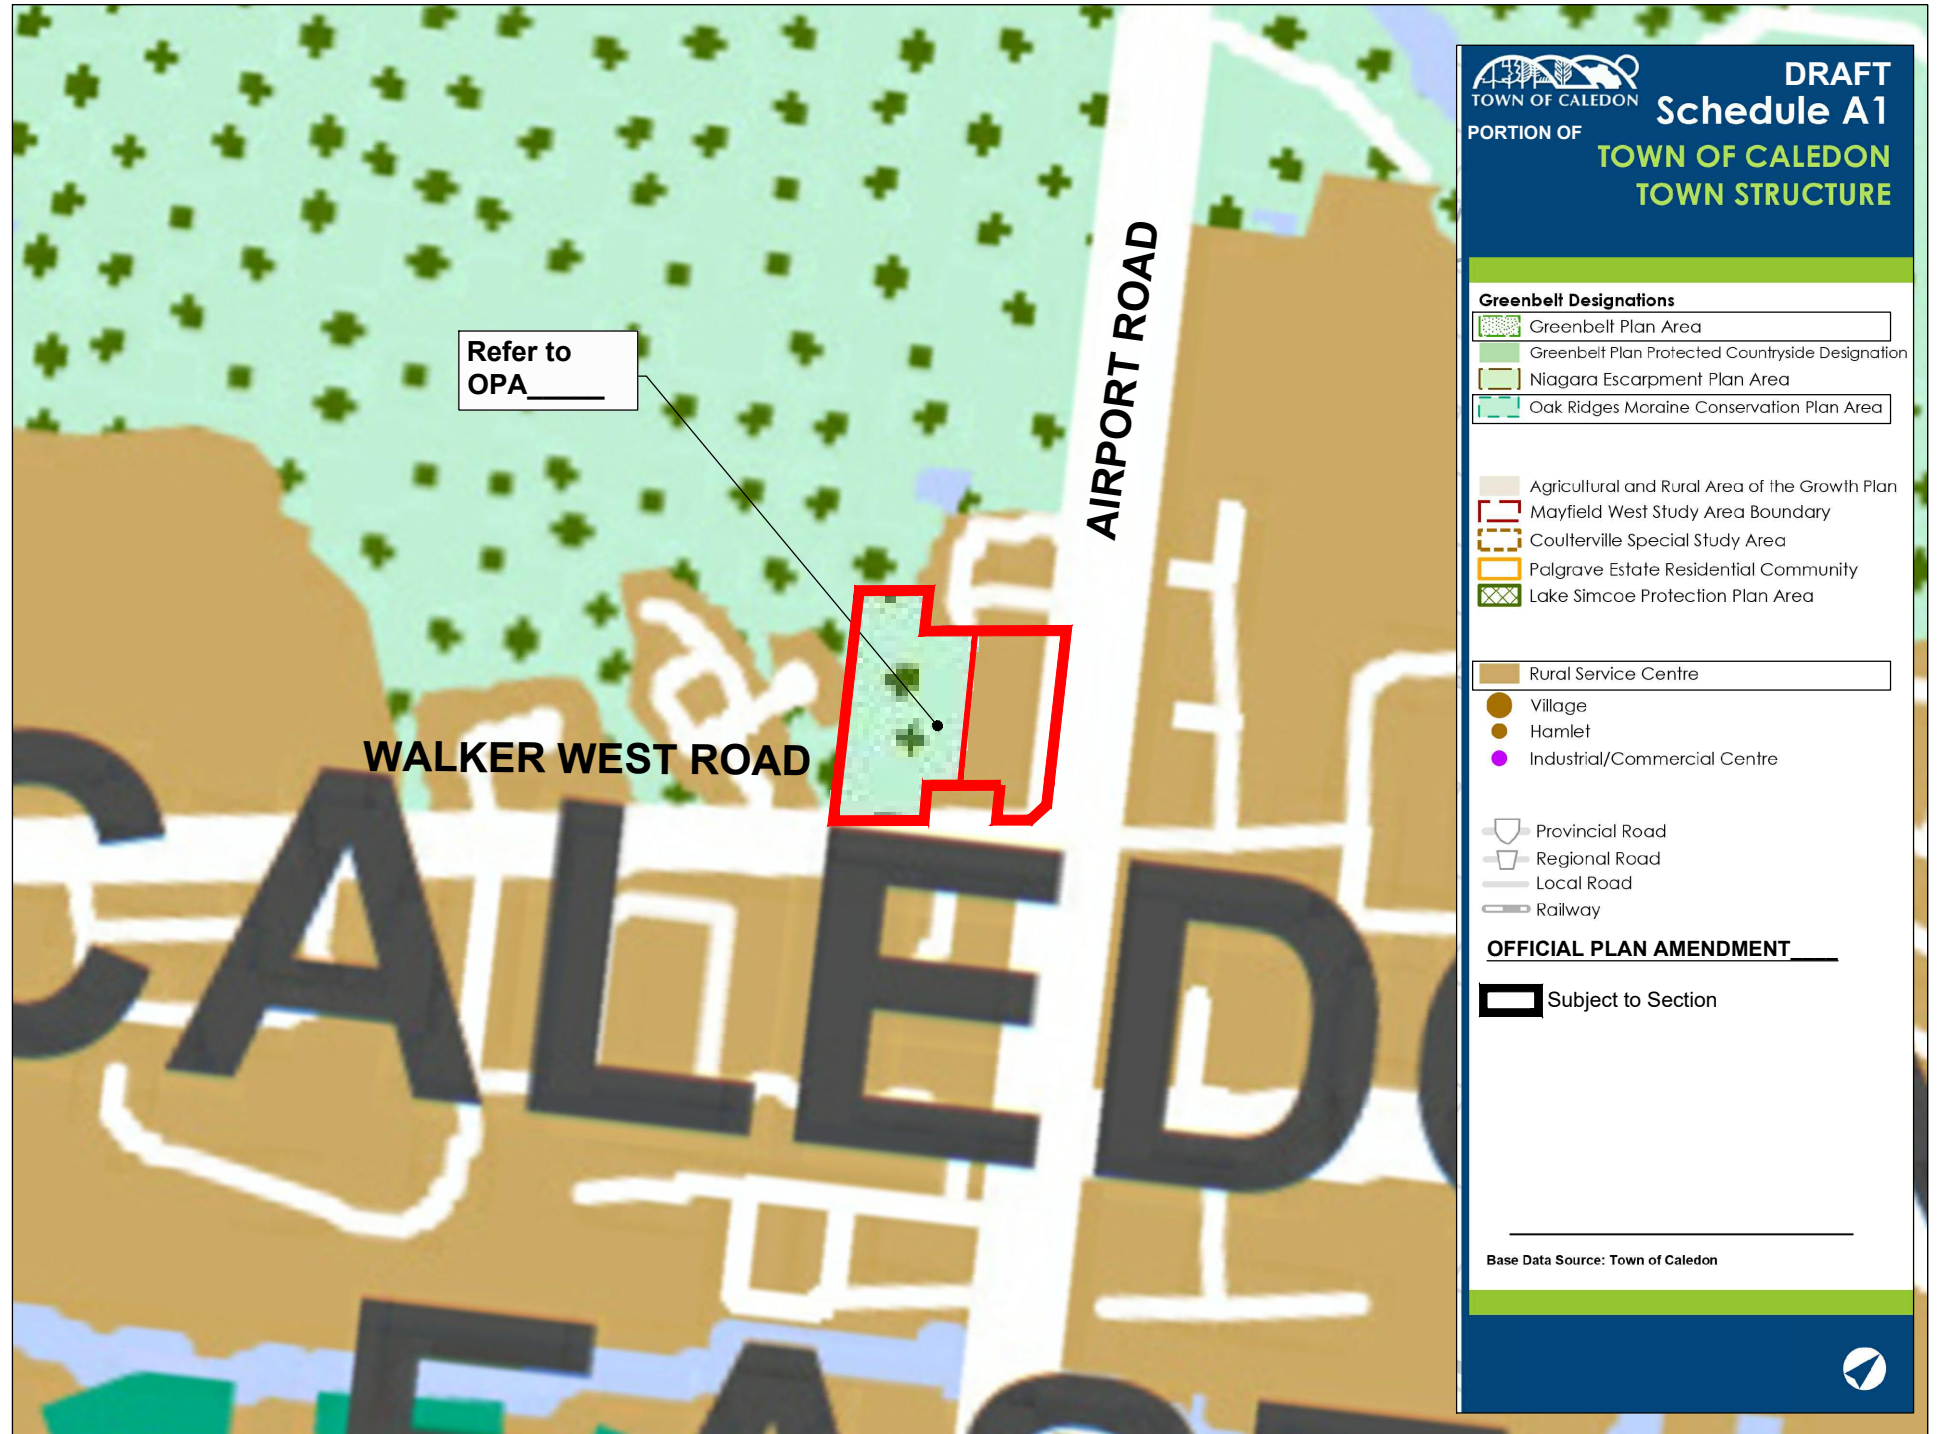 Refer to
OPA_____
AIRPORT ROAD
WALKER WEST ROAD
CALEDO
EAST
TOWN OF CALEDON
DRAFT
Schedule A1
PORTION OF
TOWN OF CALEDON
TOWN STRUCTURE
Greenbelt Designations
Greenbelt Plan Area
Greenbelt Plan Protected Countryside Designation
Niagara Escarpment Plan Area
Oak Ridges Moraine Conservation Plan Area
Agricultural and Rural Area of the Growth Plan
Mayfield West Study Area Boundary
Coulterville Special Study Area
Palgrave Estate Residential Community
Lake Simcoe Protection Plan Area
Rural Service Centre
Village
Hamlet
Industrial/Commercial Centre
Provincial Road
Regional Road
Local Road
Railway
OFFICIAL PLAN AMENDMENT____
Subject to Section
Base Data Source: Town of Caledon